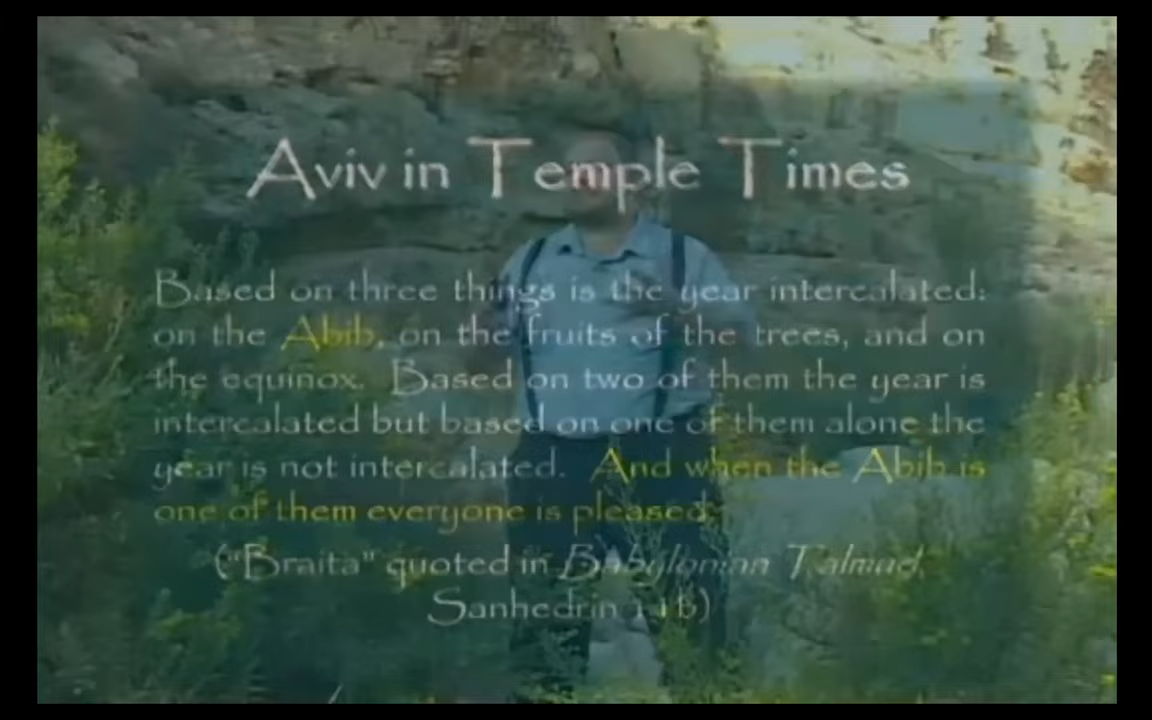 Aviv in Temple Times
Based on three things is the year intercalated:
on the Abib, on the fruits of the trees, and on
the equinox. Based on two of them the year is
intercalated but based on one of them alone the
year is not intercalated. And when the Abib is
one of them everyone is pleased.
("Braita" quoted in Babylonian Talmud,
Sanhedrin 11b)